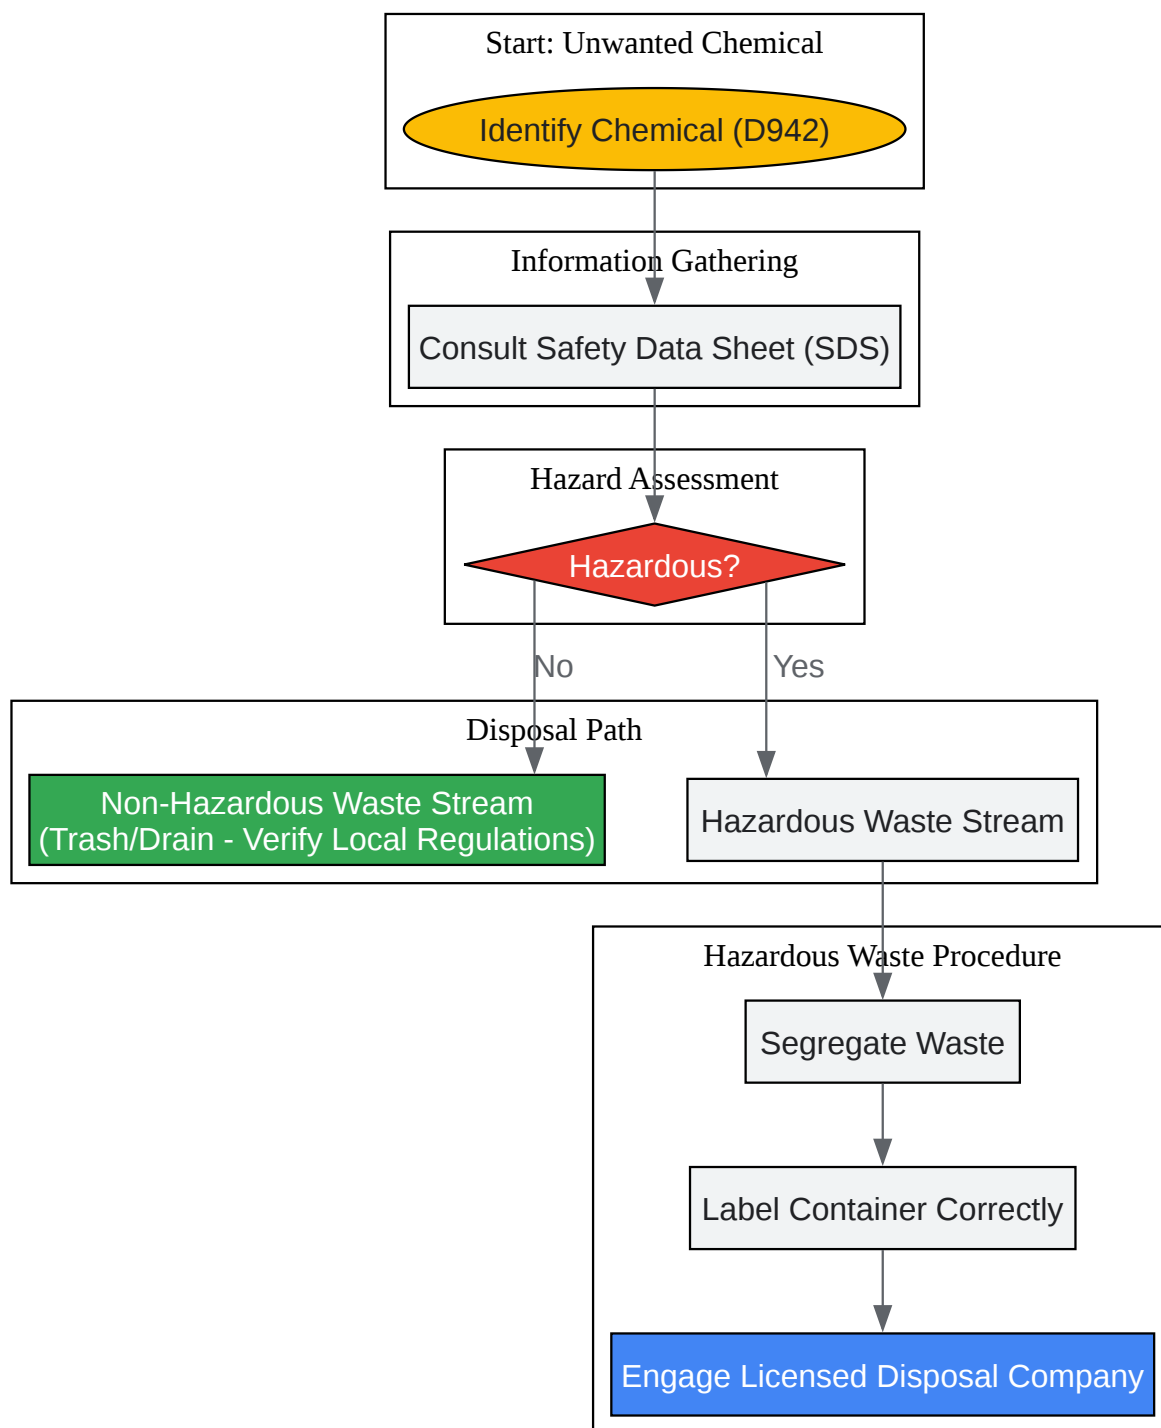 Start: Unwanted Chemical
Identify Chemical (D942)
Information Gathering
Consult Safety Data Sheet (SDS)
Hazard Assessment
Hazardous?
No
Yes
Disposal Path
Non-Hazardous Waste Stream
(Trash/Drain - Verify Local Regulations)
Hazardous Waste Stream
Hazardous Waste Procedure
Segregate Waste
Label Container Correctly
Engage Licensed Disposal Company